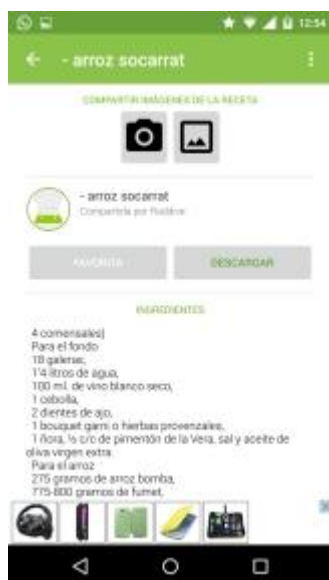 12:54
- arroz socarrat
COMPARTIR IMÁGENES DE LA RECETA
- arroz socarrat
Compartida por
FAVORITA
DESCARGAR
INGREDIENTES
4 comensales)
Para el fondo
18 galeras,
1'4 litros de agua,
100 ml. de vino blanco seco,
1 cebolla,
2 dientes de ajo,
1 bouquet garni o hierbas provenzales,
1 ñora, ½ c/c de pimentón de la Vera, sal y aceite de
oliva virgen extra.
Para el arroz
275 gramos de arroz bomba,
775-800 gramos de fumet,